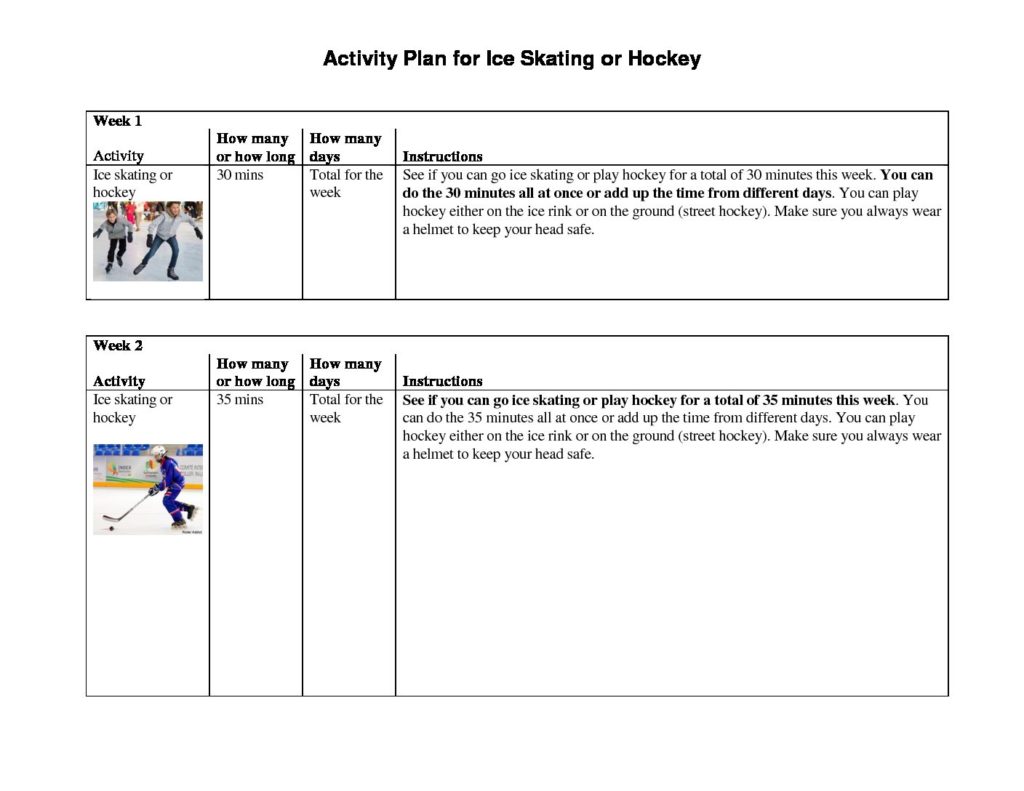 Activity Plan for Ice Skating or Hockey
Week 1
Activity
How many
or how long
How many
days
Instructions
Ice skating or
hockey
30 mins
Total for the
week
See if you can go ice skating or play hockey for a total of 30 minutes this week. You can
do the 30 minutes all at once or add up the time from different days. You can play
hockey either on the ice rink or on the ground (street hockey). Make sure you always wear
a helmet to keep your head safe.
Week 2
Activity
How many
or how long
How many
days
Instructions
Ice skating or
hockey
35 mins
Total for the
week
See if you can go ice skating or play hockey for a total of 35 minutes this week. You
can do the 35 minutes all at once or add up the time from different days. You can play
hockey either on the ice rink or on the ground (street hockey). Make sure you always wear
a helmet to keep your head safe.